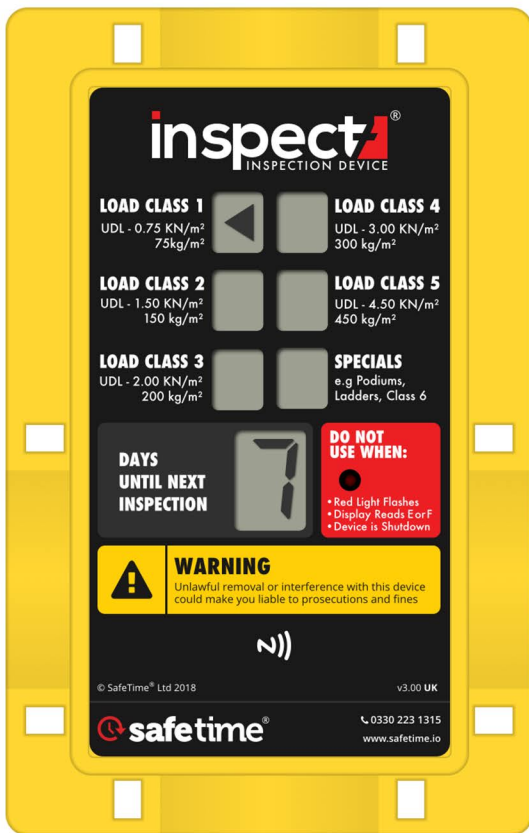 inspect®
INSPECTION DEVICE
LOAD CLASS 1
UDL - 0.75 KN/m²
75kg/m²
LOAD CLASS 4
UDL - 3.00 KN/m²
300 kg/m²
LOAD CLASS 2
UDL - 1.50 KN/m²
150 kg/m²
LOAD CLASS 5
UDL - 4.50 KN/m²
450 kg/m²
LOAD CLASS 3
UDL - 2.00 KN/m²
200 kg/m²
SPECIALS
e.g Podiums,
Ladders, Class 6
DAYS
UNTIL NEXT
INSPECTION
7
DO NOT
USE WHEN:
•Red Light Flashes
•Display Reads E or F
•Device is Shutdown
WARNING
Unlawful removal or interference with this device
could make you liable to prosecutions and fines
© SafeTime® Ltd 2018
v3.00 UK
safetime®
0330 223 1315
www.safetime.io